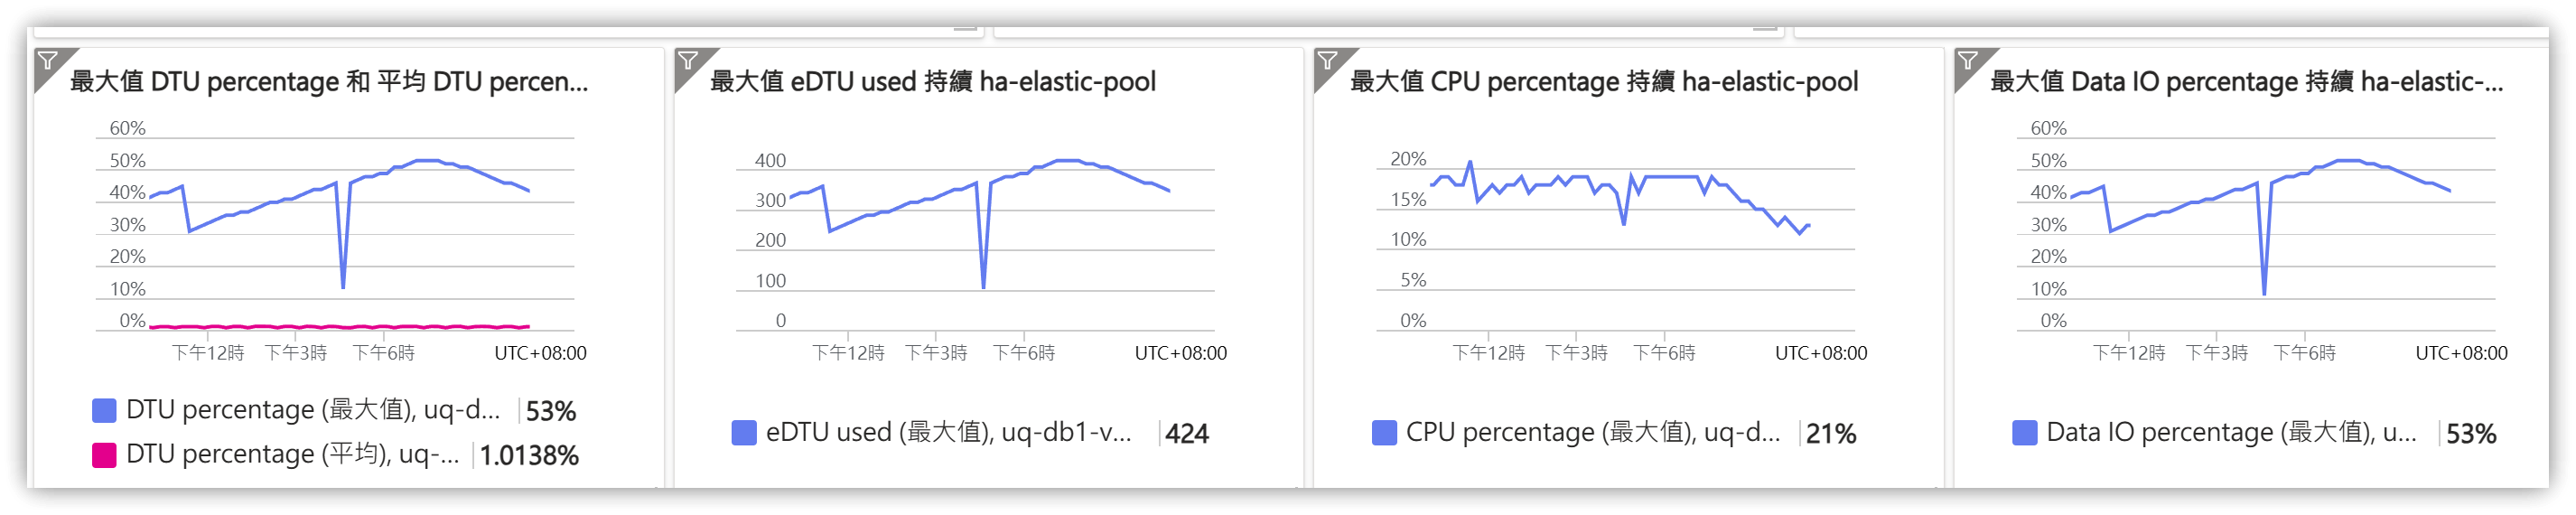 最大值 DTU percentage 和 平均 DTU percen...
60%
50%
40%
30%
20%
10%
0%
下午12時 下午3時 下午6時 UTC+08:00
DTU percentage (最大值), uq-d... 53%
DTU percentage (平均), uq-... 1.0138%
最大值 eDTU used 持續 ha-elastic-pool
400
300
200
100
0
下午12時 下午3時 下午6時 UTC+08:00
eDTU used (最大值), uq-db1-v... 424
最大值 CPU percentage 持續 ha-elastic-pool
20%
15%
10%
5%
0%
下午12時 下午3時 下午6時 UTC+08:00
CPU percentage (最大值), uq-d... 21%
最大值 Data IO percentage 持續 ha-elastic-...
60%
50%
40%
30%
20%
10%
0%
下午12時 下午3時 下午6時 UTC+08:00
Data IO percentage (最大值), u... 53%